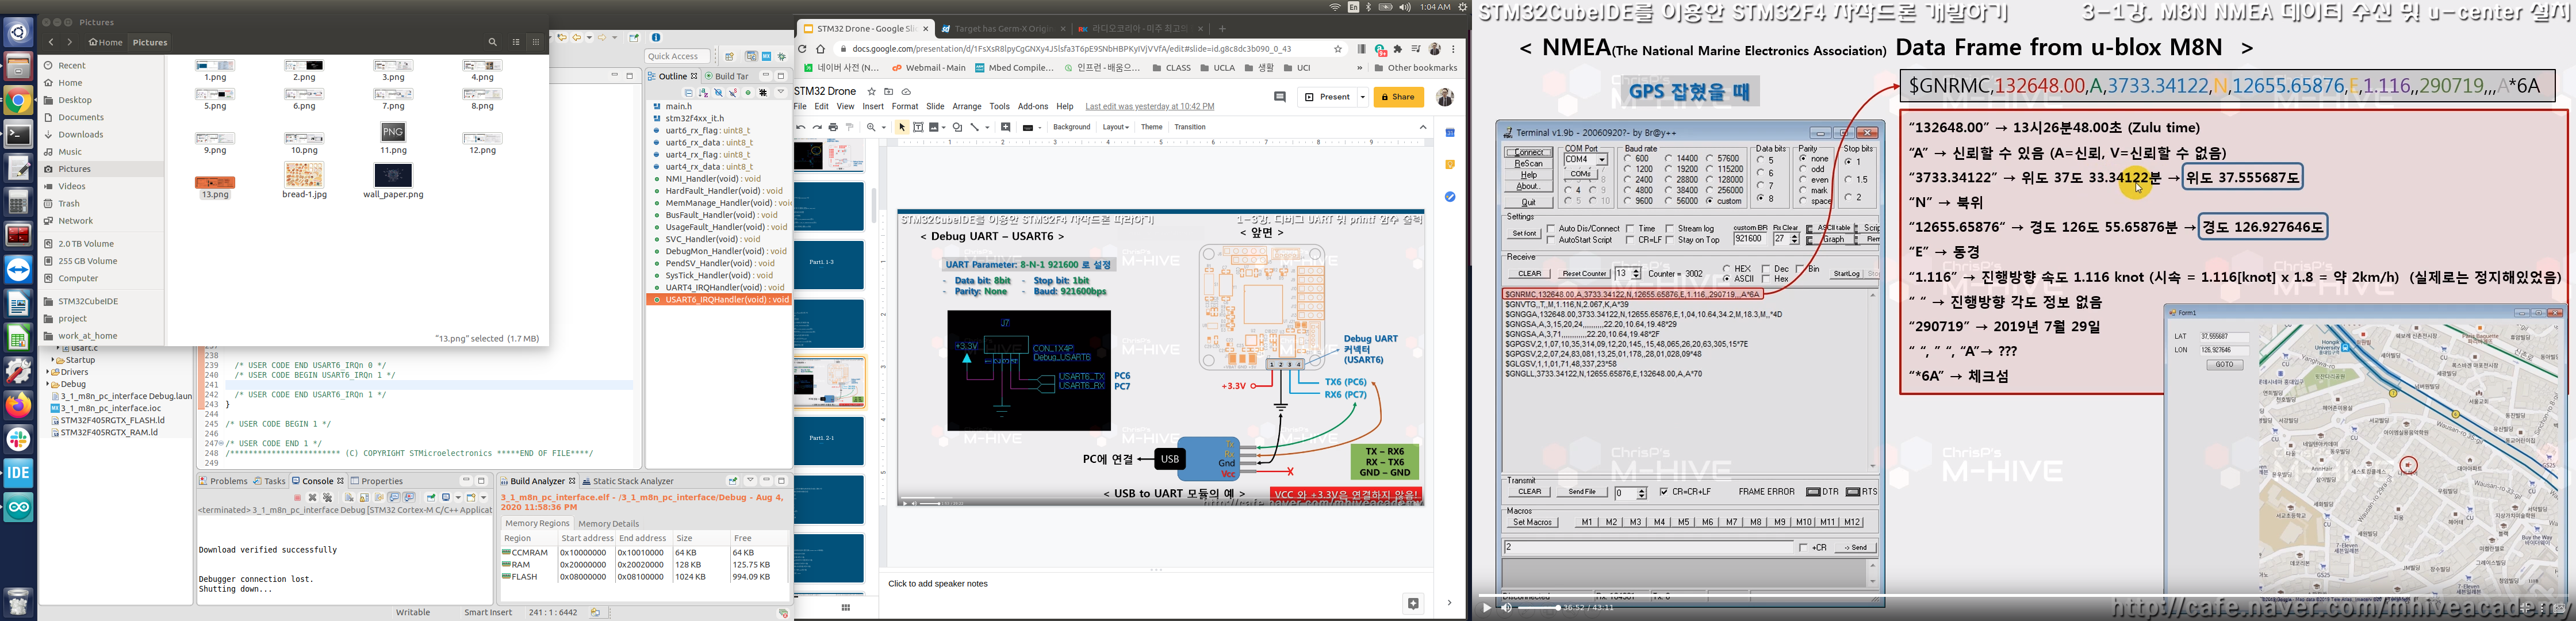 Pictures
1:04 AM
Home
Pictures
Recent
Home
Desktop
Documents
Downloads
Music
Pictures
Videos
Trash
Network
2.0 TB Volume
255 GB Volume
Computer
STM32CubeIDE
project
work_at_home
1.png
2.png
3.png
4.png
5.png
6.png
7.png
8.png
9.png
10.png
11.png
12.png
13.png
bread-1.jpg
wall_paper.png
"13.png" selected (1.7 MB)
Startup
Drivers
Debug
3_1_m8n_pc_interface Debug.laun
3_1_m8n_pc_interface.ioc
STM32F405RGTX_FLASH.ld
STM32F405RGTX_RAM.ld
238
239 /* USER CODE END USART6_IRQn 0 */
240 /* USER CODE BEGIN USART6_IRQn 1 */
241
242 /* USER CODE END USART6_IRQn 1 */
243 }
244
245 /* USER CODE BEGIN 1 */
246
247 /* USER CODE END 1 */
248 /************************ (C) COPYRIGHT STMicroelectronics *****END OF FILE****/
249
Quick Access
Outline
Build Tar
main.h
stm32f4xx_it.h
uart6_rx_flag: uint8_t
uart6_rx_data: uint8_t
uart4_rx_flag: uint8_t
uart4_rx_data: uint8_t
NMI_Handler(void) : void
HardFault_Handler(void) : void
MemManage_Handler(void) : void
BusFault_Handler(void) : void
UsageFault_Handler(void) : void
SVC_Handler(void) : void
DebugMon_Handler(void) : void
PendSV_Handler(void) : void
SysTick_Handler(void) : void
UART4_IRQHandler(void) : void
USART6_IRQHandler(void) : void
Problems
Tasks
Console
Properties
<terminated> 3_1_m8n_pc_interface Debug [STM32 Cortex-M C/C++ Applicat
Download verified successfully
Debugger connection lost.
Shutting down...
Build Analyzer
Static Stack Analyzer
3_1_m8n_pc_interface.elf - /3_1_m8n_pc_interface/Debug - Aug 4, 2020 11:58:36 PM
Memory Regions
Memory Details
Region Start address End address Size Free
CCMRAM 0x10000000 0x10010000 64 KB 64 KB
RAM 0x20000000 0x20020000 128 KB 125.75 KB
FLASH 0x08000000 0x08100000 1024 KB 994.09 KB
Writable
Smart Insert
241 : 1 : 6442
STM32 Drone - Google Sli
Target has Germ-X Origi
라디오코리아 - 미주 최고의
네이버 사전 (N...
Webmail - Main
Mbed Compile...
인프런 - 배움으...
CLASS
UCLA
생활
UCI
Other bookmarks
STM32 Drone
File Edit View Insert Format Slide Arrange Tools Add-ons Help
Last edit was yesterday at 10:42 PM
Present
Share
Background
Layout
Theme
Transition
Part1. 1-3
Part1. 2-1
STM32CubeIDE를 이용한 STM32F4 자작드론 따라하기
1-3강. 디버그 UART 및 printf 함수 출력
< Debug UART – USART6 >
< 앞면 >
UART Parameter: 8-N-1 921600 로 설정
- Data bit: 8bit - Stop bit: 1bit
- Parity: None - Baud: 921600bps
J7
+3.3V
CON_1X4P
Debug_USART6
USART6_TX
USART6_RX
PC6
PC7
Debug UART
커넥터
(USART6)
1 2 3 4
+3.3V
TX6 (PC6)
RX6 (PC7)
PC에 연결
USB
Tx
Rx
Gnd
Vcc
TX – RX6
RX – TX6
GND – GND
< USB to UART 모듈의 예 >
VCC 와 +3.3V은 연결하지 않음!
Click to add speaker notes
STM32CubeIDE를 이용한 STM32F4 자작드론 개발하기
3-1강. M8N NMEA 데이터 수신 및 u-center 설치
< NMEA(The National Marine Electronics Association) Data Frame from u-blox M8N >
GPS 잡혔을 때
$GNRMC,132648.00,A,3733.34122,N,12655.65876,E,1.116,,290719,,,A*6A
“132648.00” → 13시26분48.00초 (Zulu time)
“A” → 신뢰할 수 있음 (A=신뢰, V=신뢰할 수 없음)
“3733.34122” → 위도 37도 33.34122분 → 위도 37.555687도
“N” → 북위
“12655.65876” → 경도 126도 55.65876분 → 경도 126.927646도
“E” → 동경
“1.116” → 진행방향 속도 1.116 knot (시속 = 1.116[knot] x 1.8 = 약 2km/h) (실제로는 정지해있었음)
“ “ → 진행방향 각도 정보 없음
“290719” → 2019년 7월 29일
“ “, ” “, “A”→ ???
“*6A” → 체크섬
Terminal v1.9b - 20060920?- by Br@y++
Connect
ReScan
Help
About..
Quit
COM Port
COM4
COMs
Baud rate
600 14400 57600
1200 19200 115200
2400 28800 128000
4800 38400 256000
9600 56000 custom
Data bits
5
6
7
8
Parity
none
odd
even
mark
space
Stop bits
1
1.5
2
Settings
Set font
Auto Dis/Connect
AutoStart Script
Time
CR=LF
Stream log
Stay on Top
custom BR
921600
Rx Clear
27
ASCII table
Graph
Receive
CLEAR
Reset Counter
13
Counter = 3002
HEX
ASCII
Dec
Hex
Bin
StartLog
$GNRMC,132648.00,A,3733.34122,N,12655.65876,E,1.116,,290719,,,A*6A
$GNVTG,,T,,M,1.116,N,2.067,K,A*39
$GNGGA,132648.00,3733.34122,N,12655.65876,E,1,04,10.64,34.2,M,18.3,M,,*4D
$GNGSA,A,3,15,20,24,,,,,,,,,,22.20,10.64,19.48*29
$GNGSA,A,3,71,,,,,,,,,,,,22.20,10.64,19.48*2F
$GPGSV,2,1,07,10,35,314,09,12,20,145,,15,48,065,26,20,63,305,15*7E
$GPGSV,2,2,07,24,83,081,13,25,01,178,,28,01,028,09*48
$GLGSV,1,1,01,71,48,337,23*58
$GNGLL,3733.34122,N,12655.65876,E,132648.00,A,A*70
Transmit
CLEAR
Send File
0
CR=CR+LF
FRAME ERROR
DTR
RTS
Macros
Set Macros
M1 M2 M3 M4 M5 M6 M7 M8 M9 M10 M11 M12
2
+CR
-> Send
36:52 / 43:11
Form1
LAT 37.555687
LON 126.927646
GOTO
ChrisP's
M-HIVE
http://cafe.naver.com/mhiveacademy